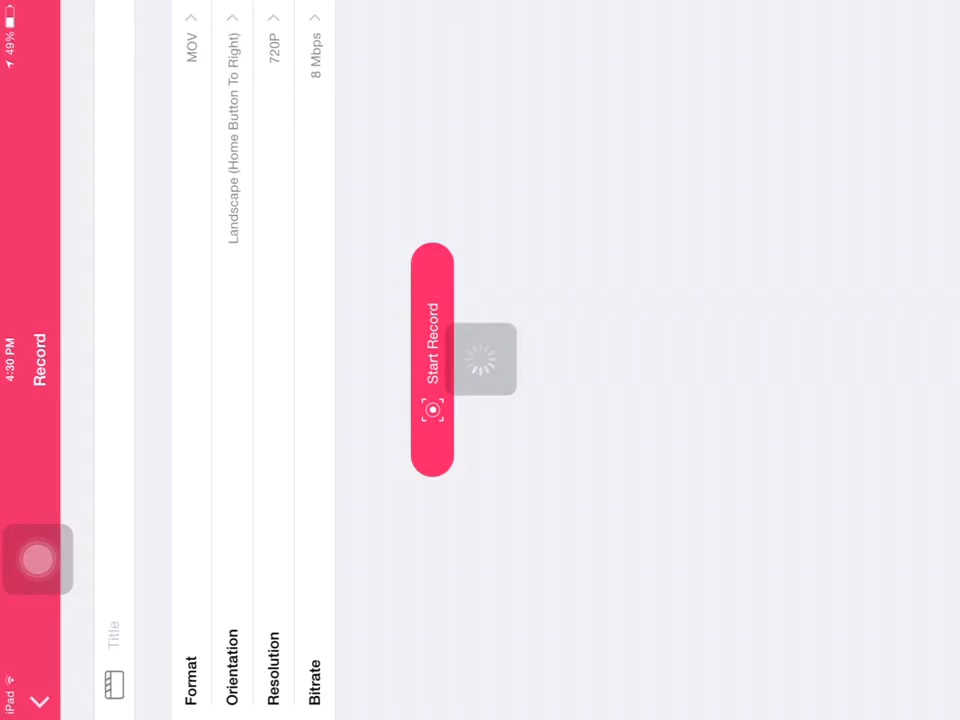 iPad 4:30 PM 49%
Record
Title
Format MOV
Orientation Landscape (Home Button To Right)
Resolution 720P
Bitrate 8 Mbps
Start Record